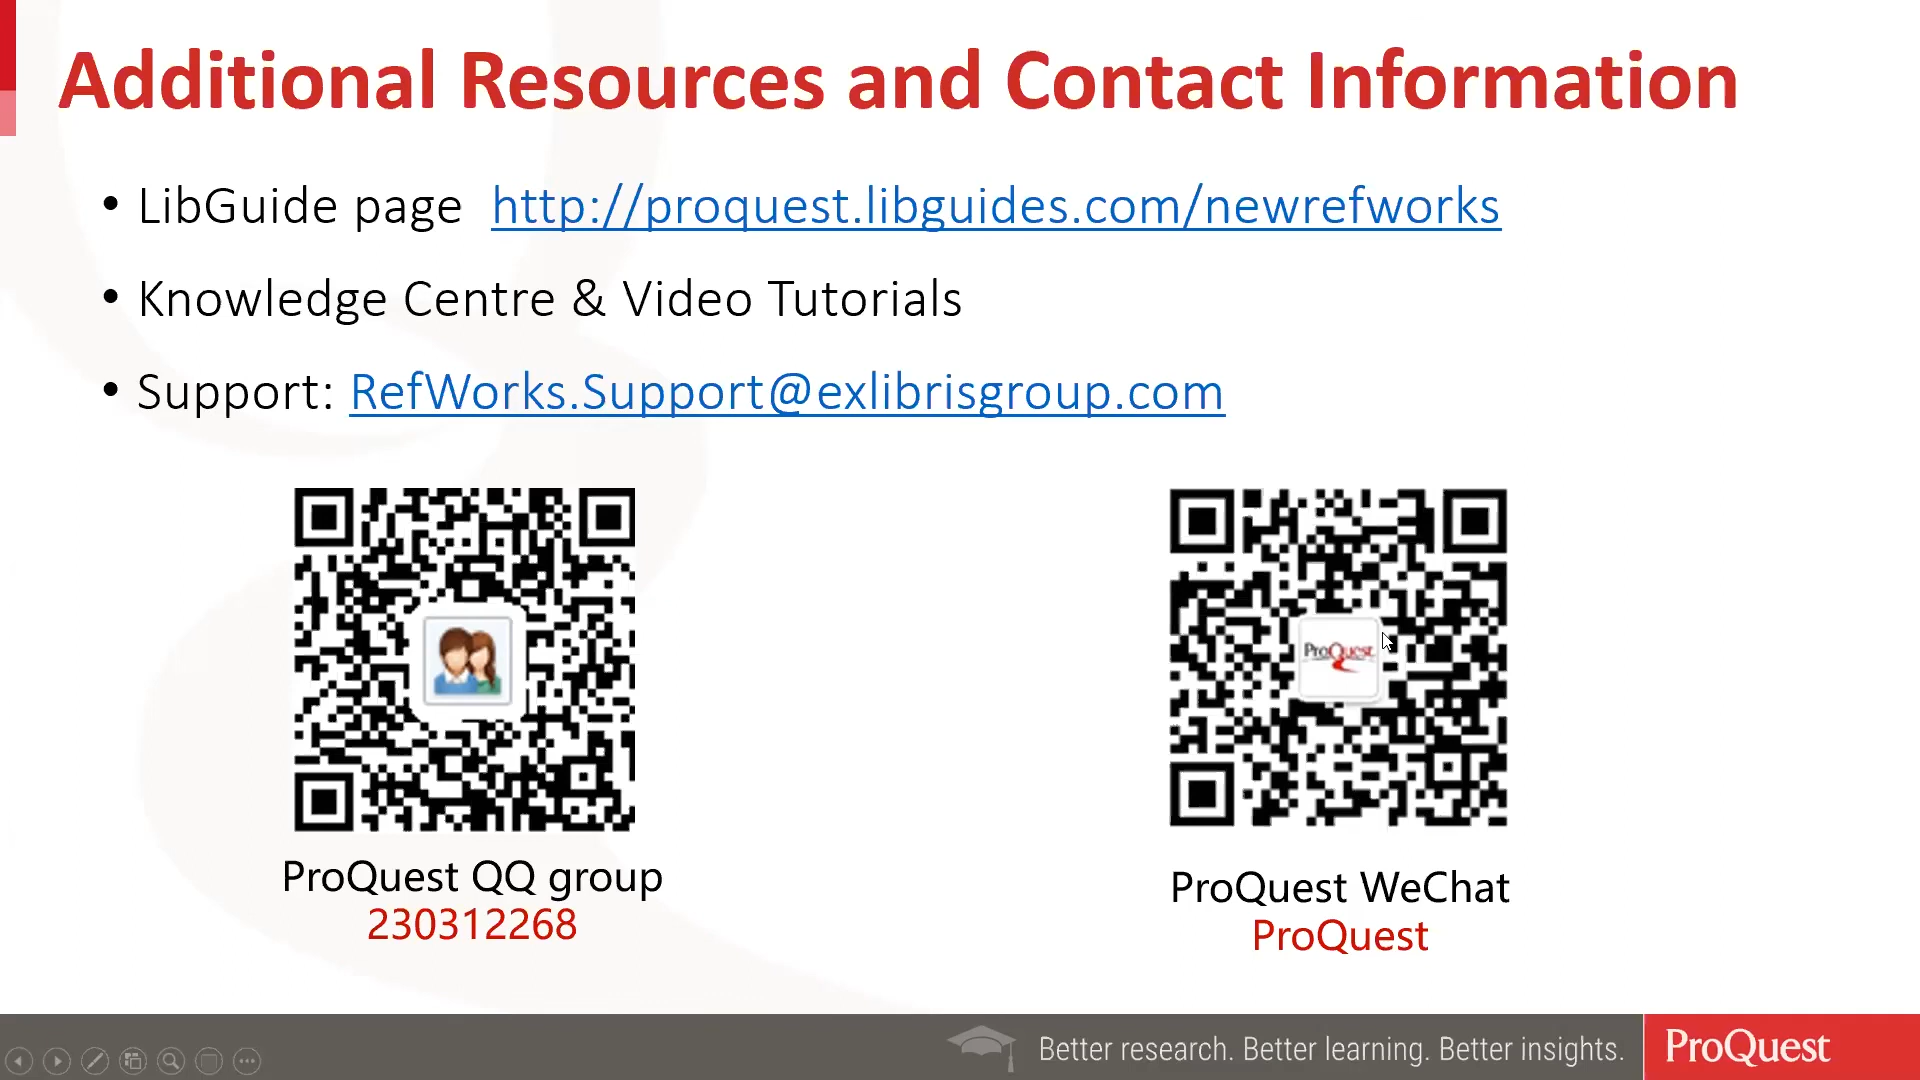 Additional Resources and Contact Information
• LibGuide page http://proquest.libguides.com/newrefworks
• Knowledge Centre & Video Tutorials
• Support: RefWorks.Support@exlibrisgroup.com
ProQuest
ProQuest QQ group
230312268
ProQuest WeChat
ProQuest
Better research. Better learning. Better insights.
ProQuest